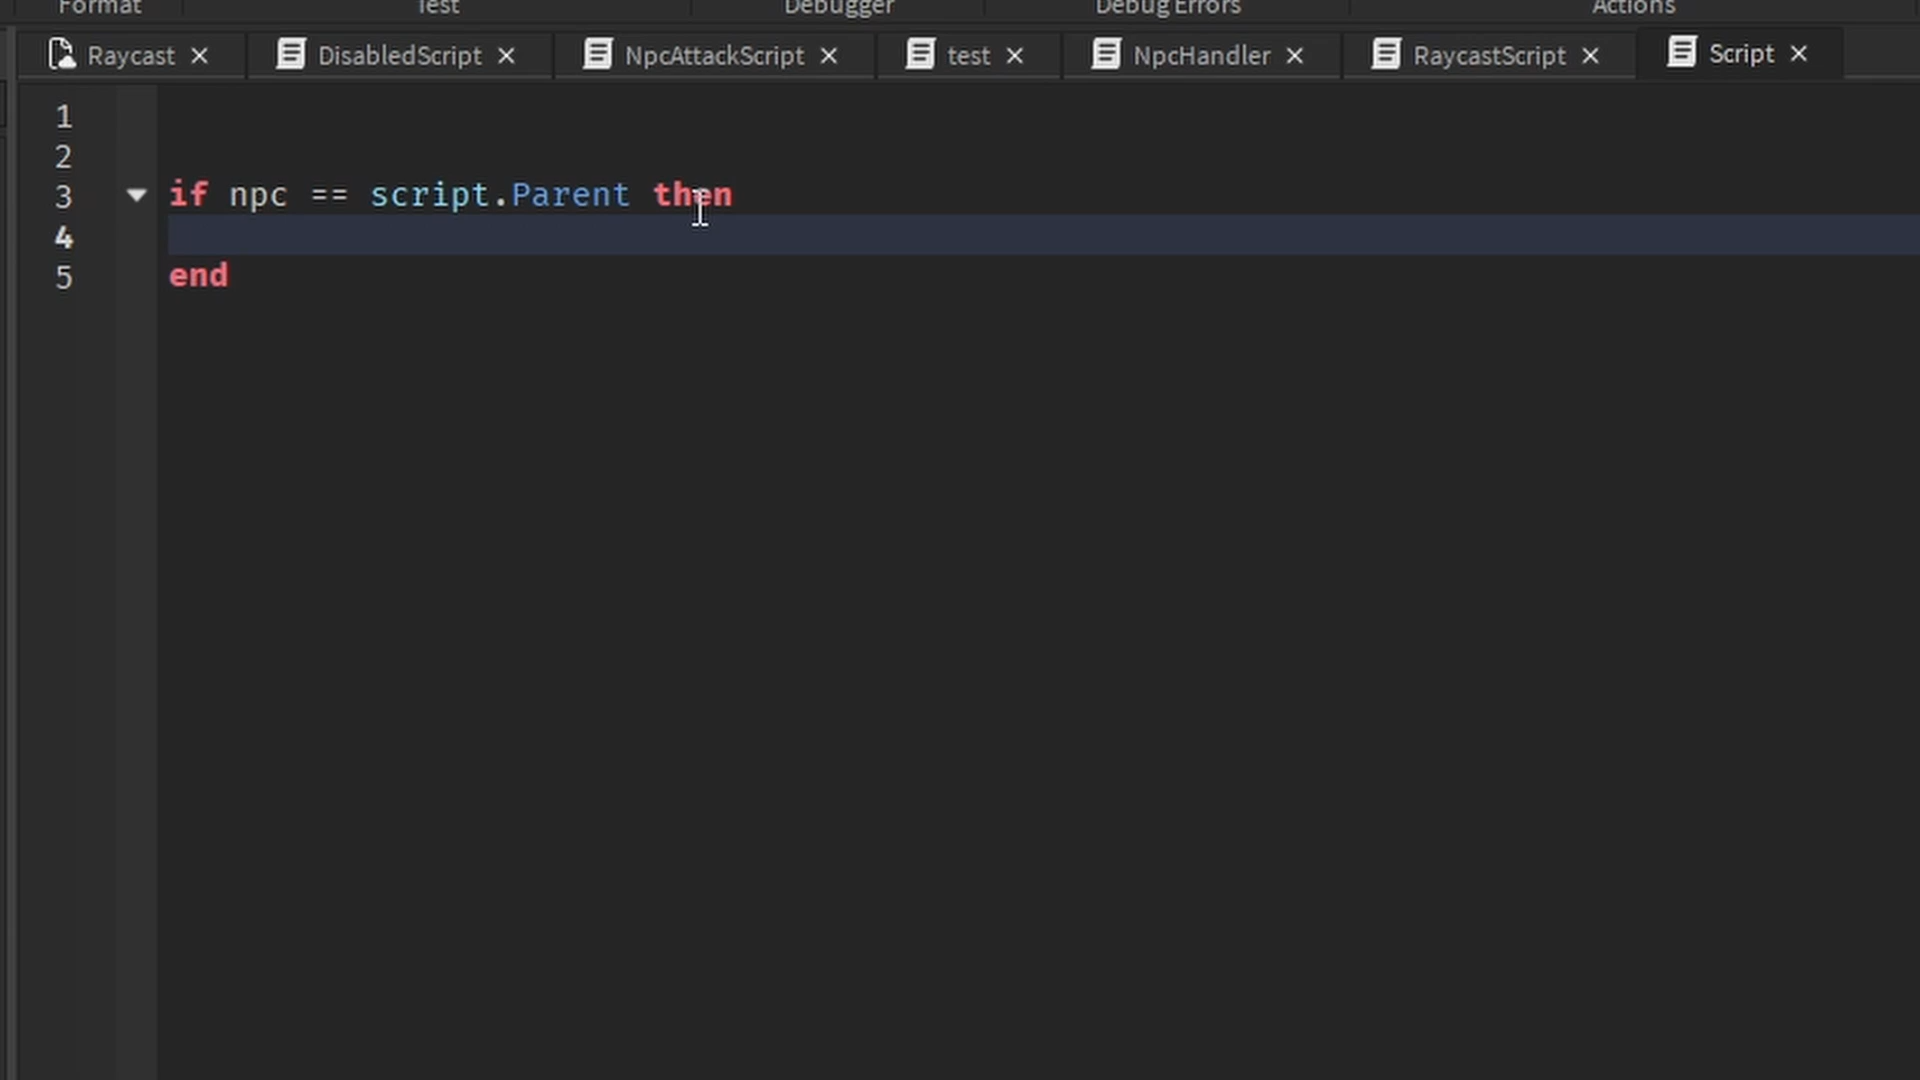 Format Test Debugger Debug Errors Actions
Raycast DisabledScript NpcAttackScript test NpcHandler RaycastScript Script
1
2
3 if npc == script.Parent then
4
5 end